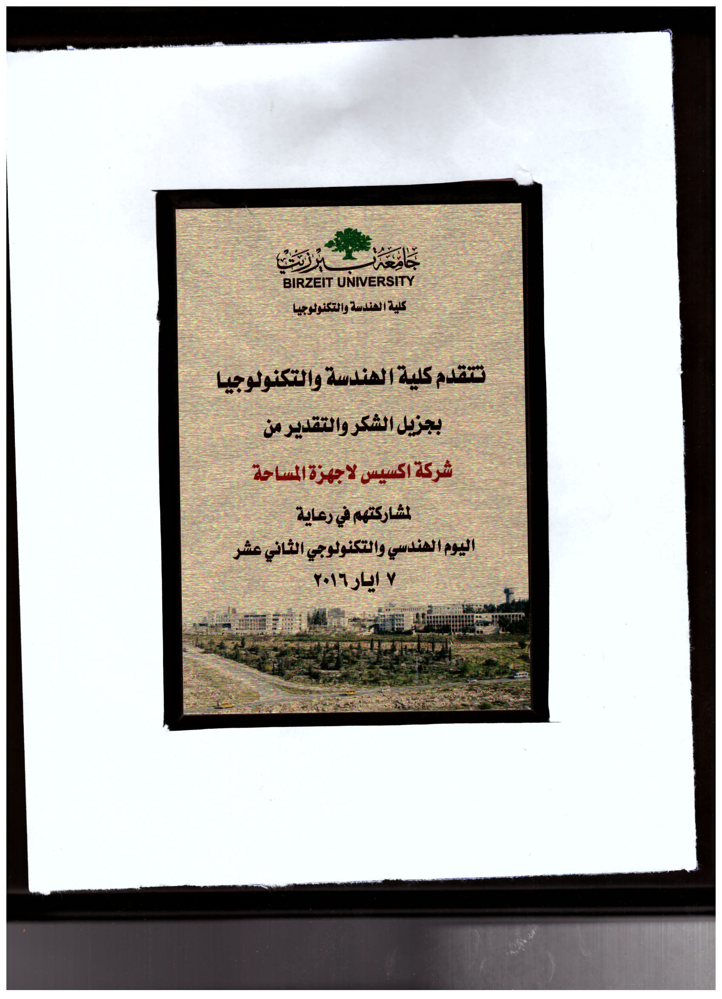 جامعة بيرزيت
BIRZEIT UNIVERSITY
كلية الهندسة والتكنولوجيا
تتقدم كلية الهندسة والتكنولوجيا
بجزيل الشكر والتقدير من
شركة اكسيس لاجهزة المساحة
لمشاركتهم في رعاية
اليوم الهندسي والتكنولوجي الثاني عشر
٧ ايار ٢٠١٦